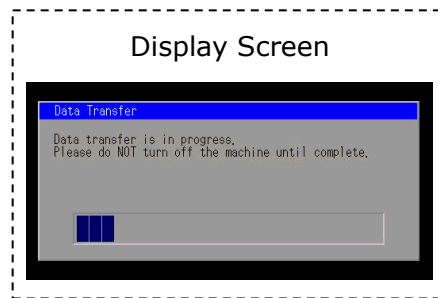 Display Screen
Data Transfer
Data transfer is in progress.
Please do NOT turn off the machine until complete.